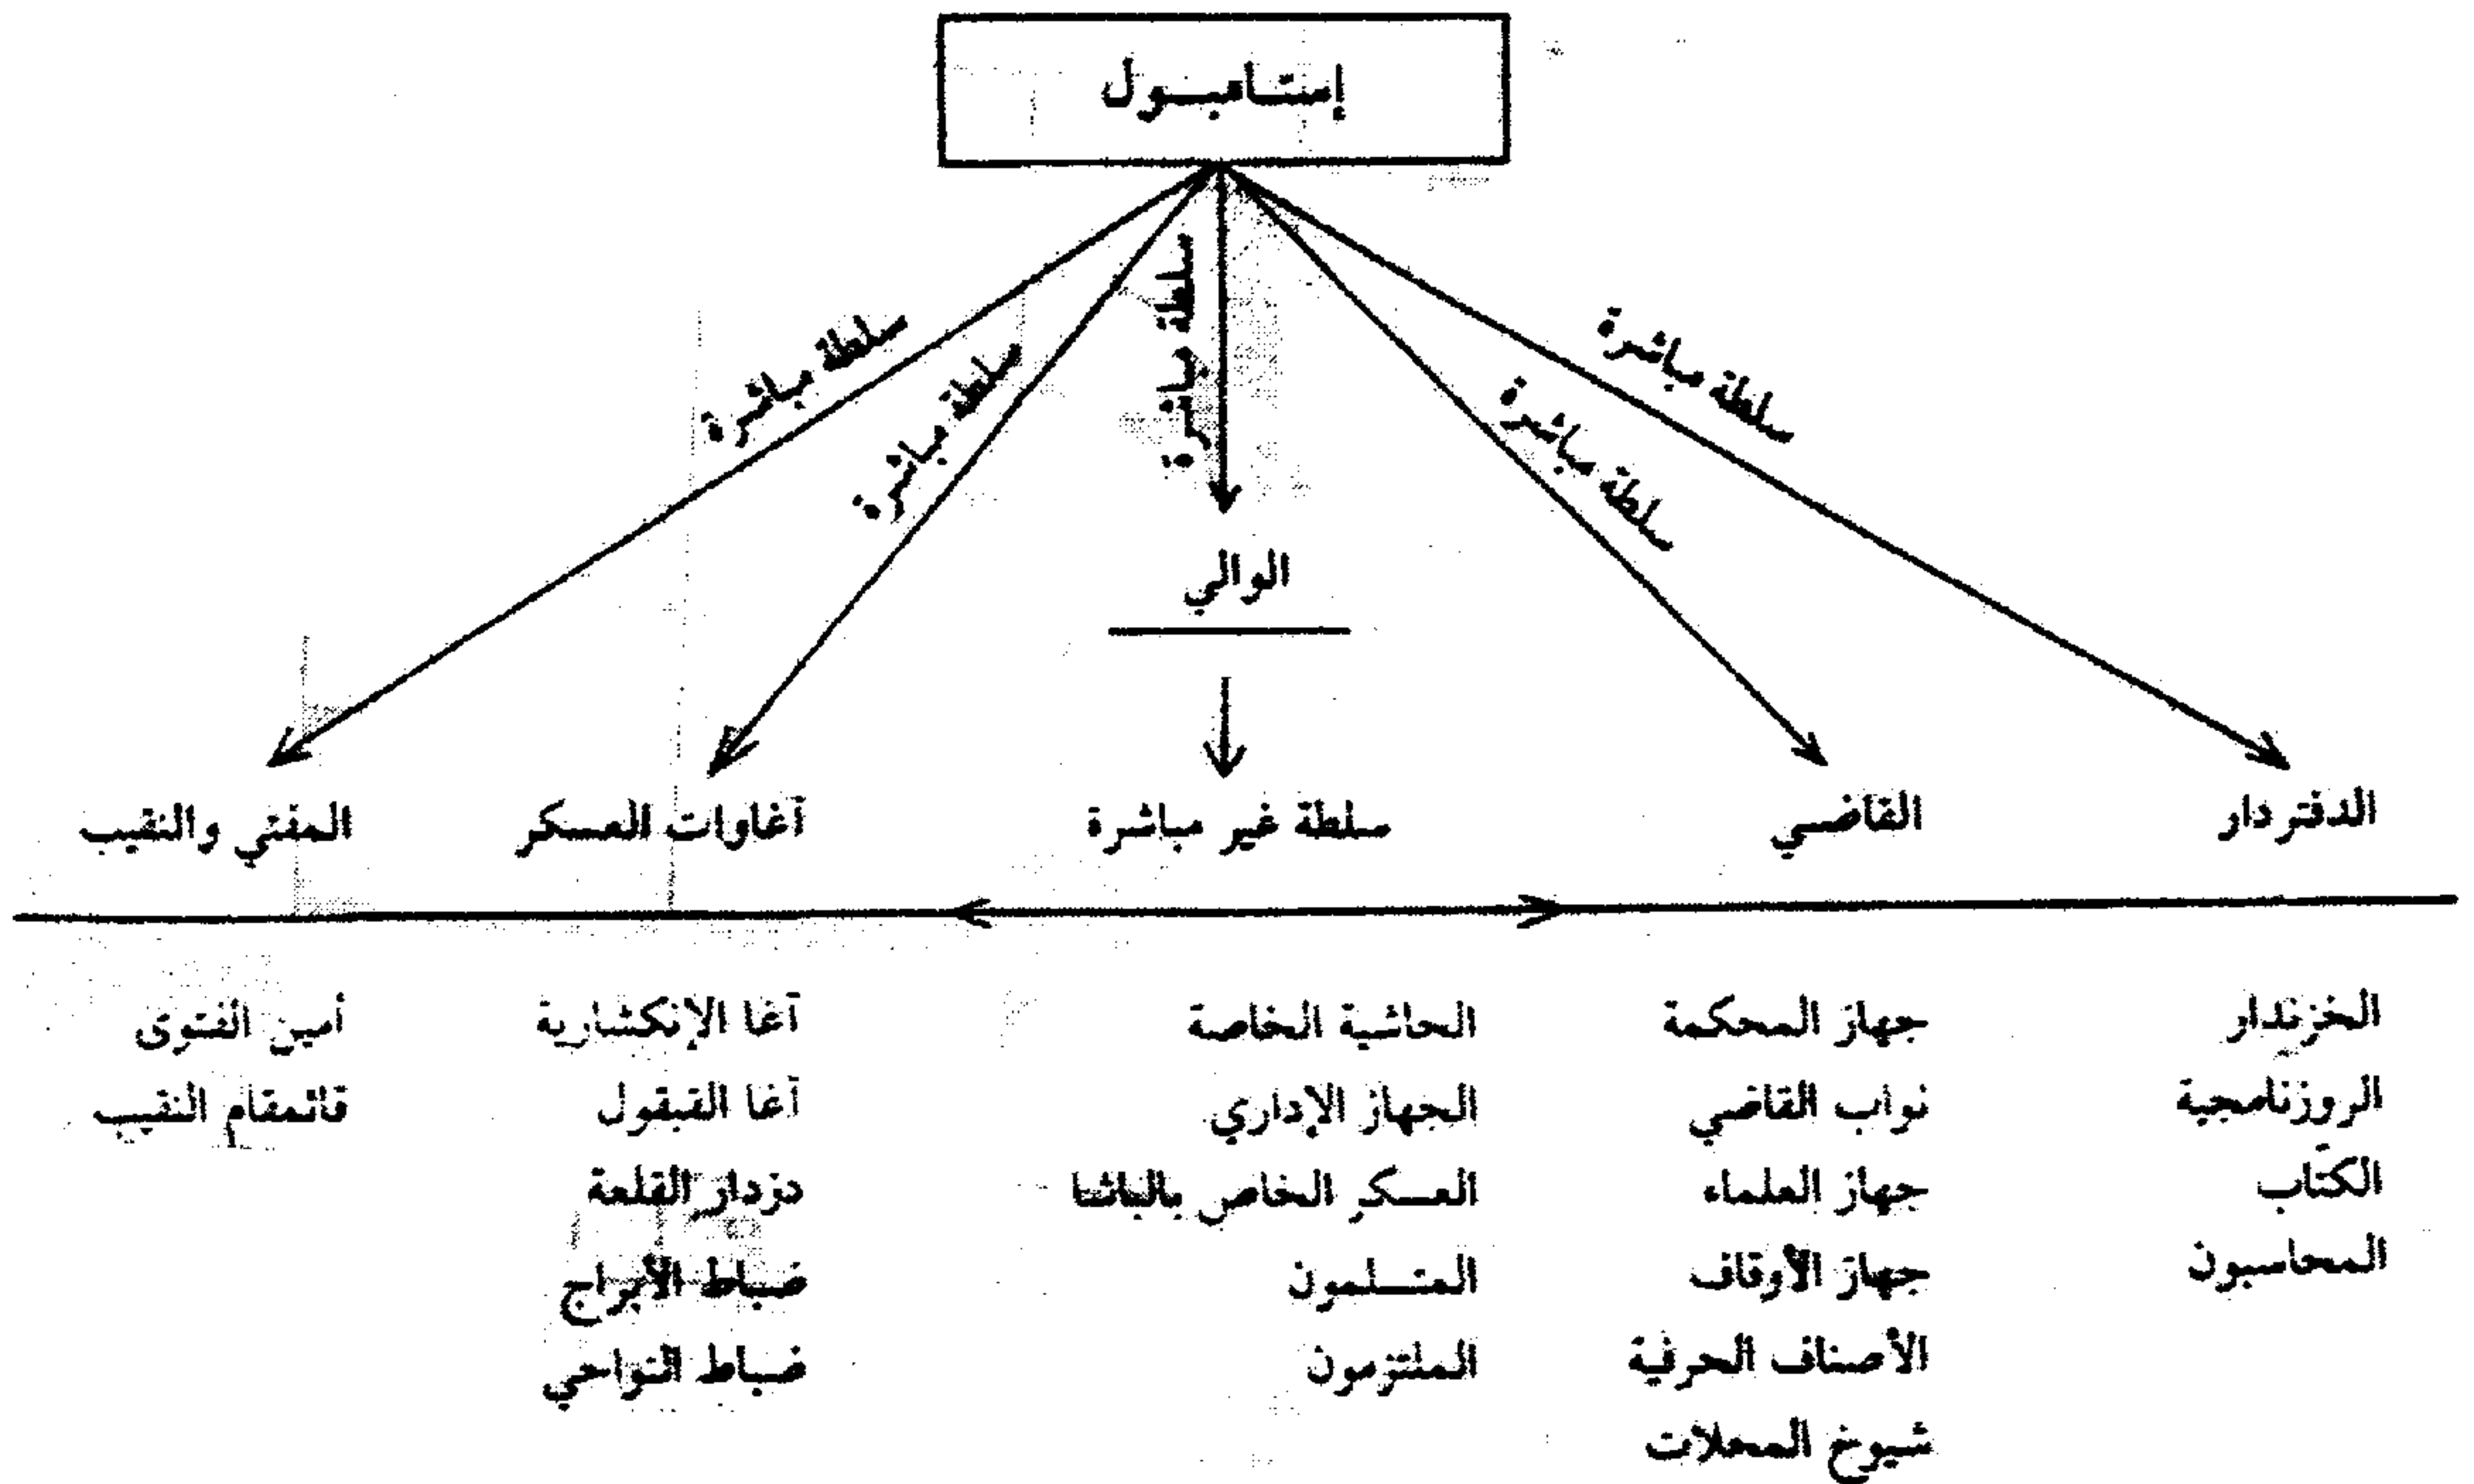 إستامبول
سلطة مباشرة
سلطة مباشرة
سلطة مباشرة
سلطة مباشرة
سلطة مباشرة
الوالي
الدفتردار
القاضي
سلطة غير مباشرة
آغاوات العسكر
المفتي والنقيب
الخزندار
الروزنامجية
الكتّاب
المحاسبون
جهاز المحكمة
نواب القاضي
جهاز العلماء
جهاز الأوقاف
الأصناف الحرفية
شيوخ المحلات
الحاشية الخاصة
الجهاز الإداري
العسكر الخاص بالباشا
المتسلمون
الملتزمون
آغا الإنكشارية
آغا القبقول
دزدار القلعة
ضباط الأبراج
ضباط النواحي
أمين الفتوى
قائمقام النقيب